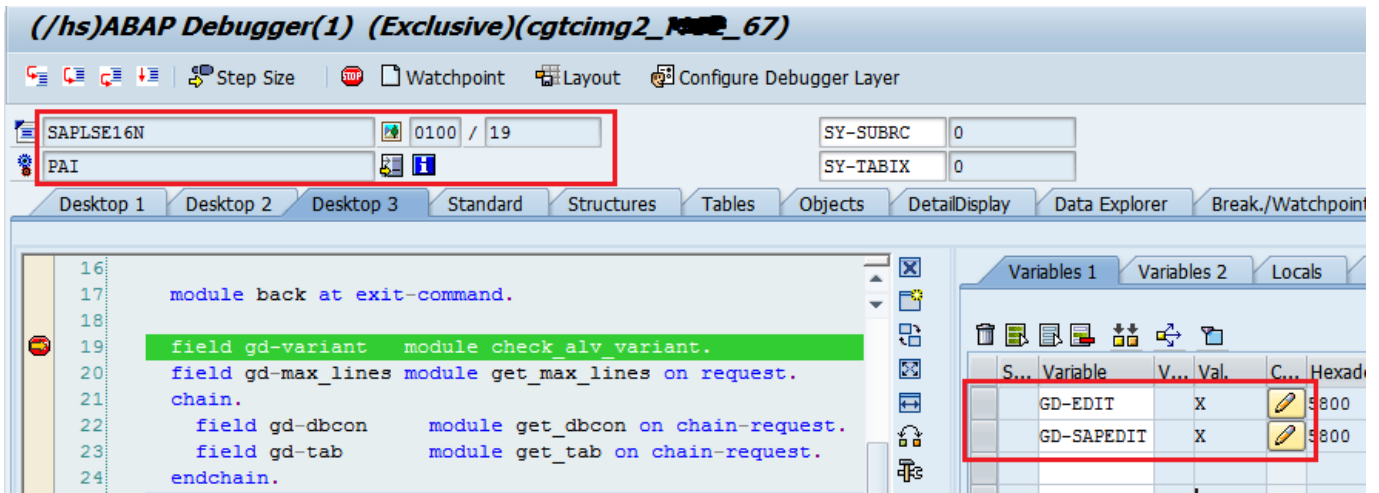 (/hs)ABAP Debugger(1) (Exclusive)(cgtcimg2_ _67)
Step Size STOP Watchpoint Layout Configure Debugger Layer
SAPLSE16N 0100 / 19 SY-SUBRC 0
PAI SY-TABIX 0
Desktop 1 Desktop 2 Desktop 3 Standard Structures Tables Objects DetailDisplay Data Explorer Break./Watchpoint
16
17 module back at exit-command.
18
19 field gd-variant module check_alv_variant.
20 field gd-max_lines module get_max_lines on request.
21 chain.
22 field gd-dbcon module get_dbcon on chain-request.
23 field gd-tab module get_tab on chain-request.
24 endchain.
Variables 1 Variables 2 Locals
S... Variable V... Val. C... Hexade
GD-EDIT X 5800
GD-SAPEDIT X 5800